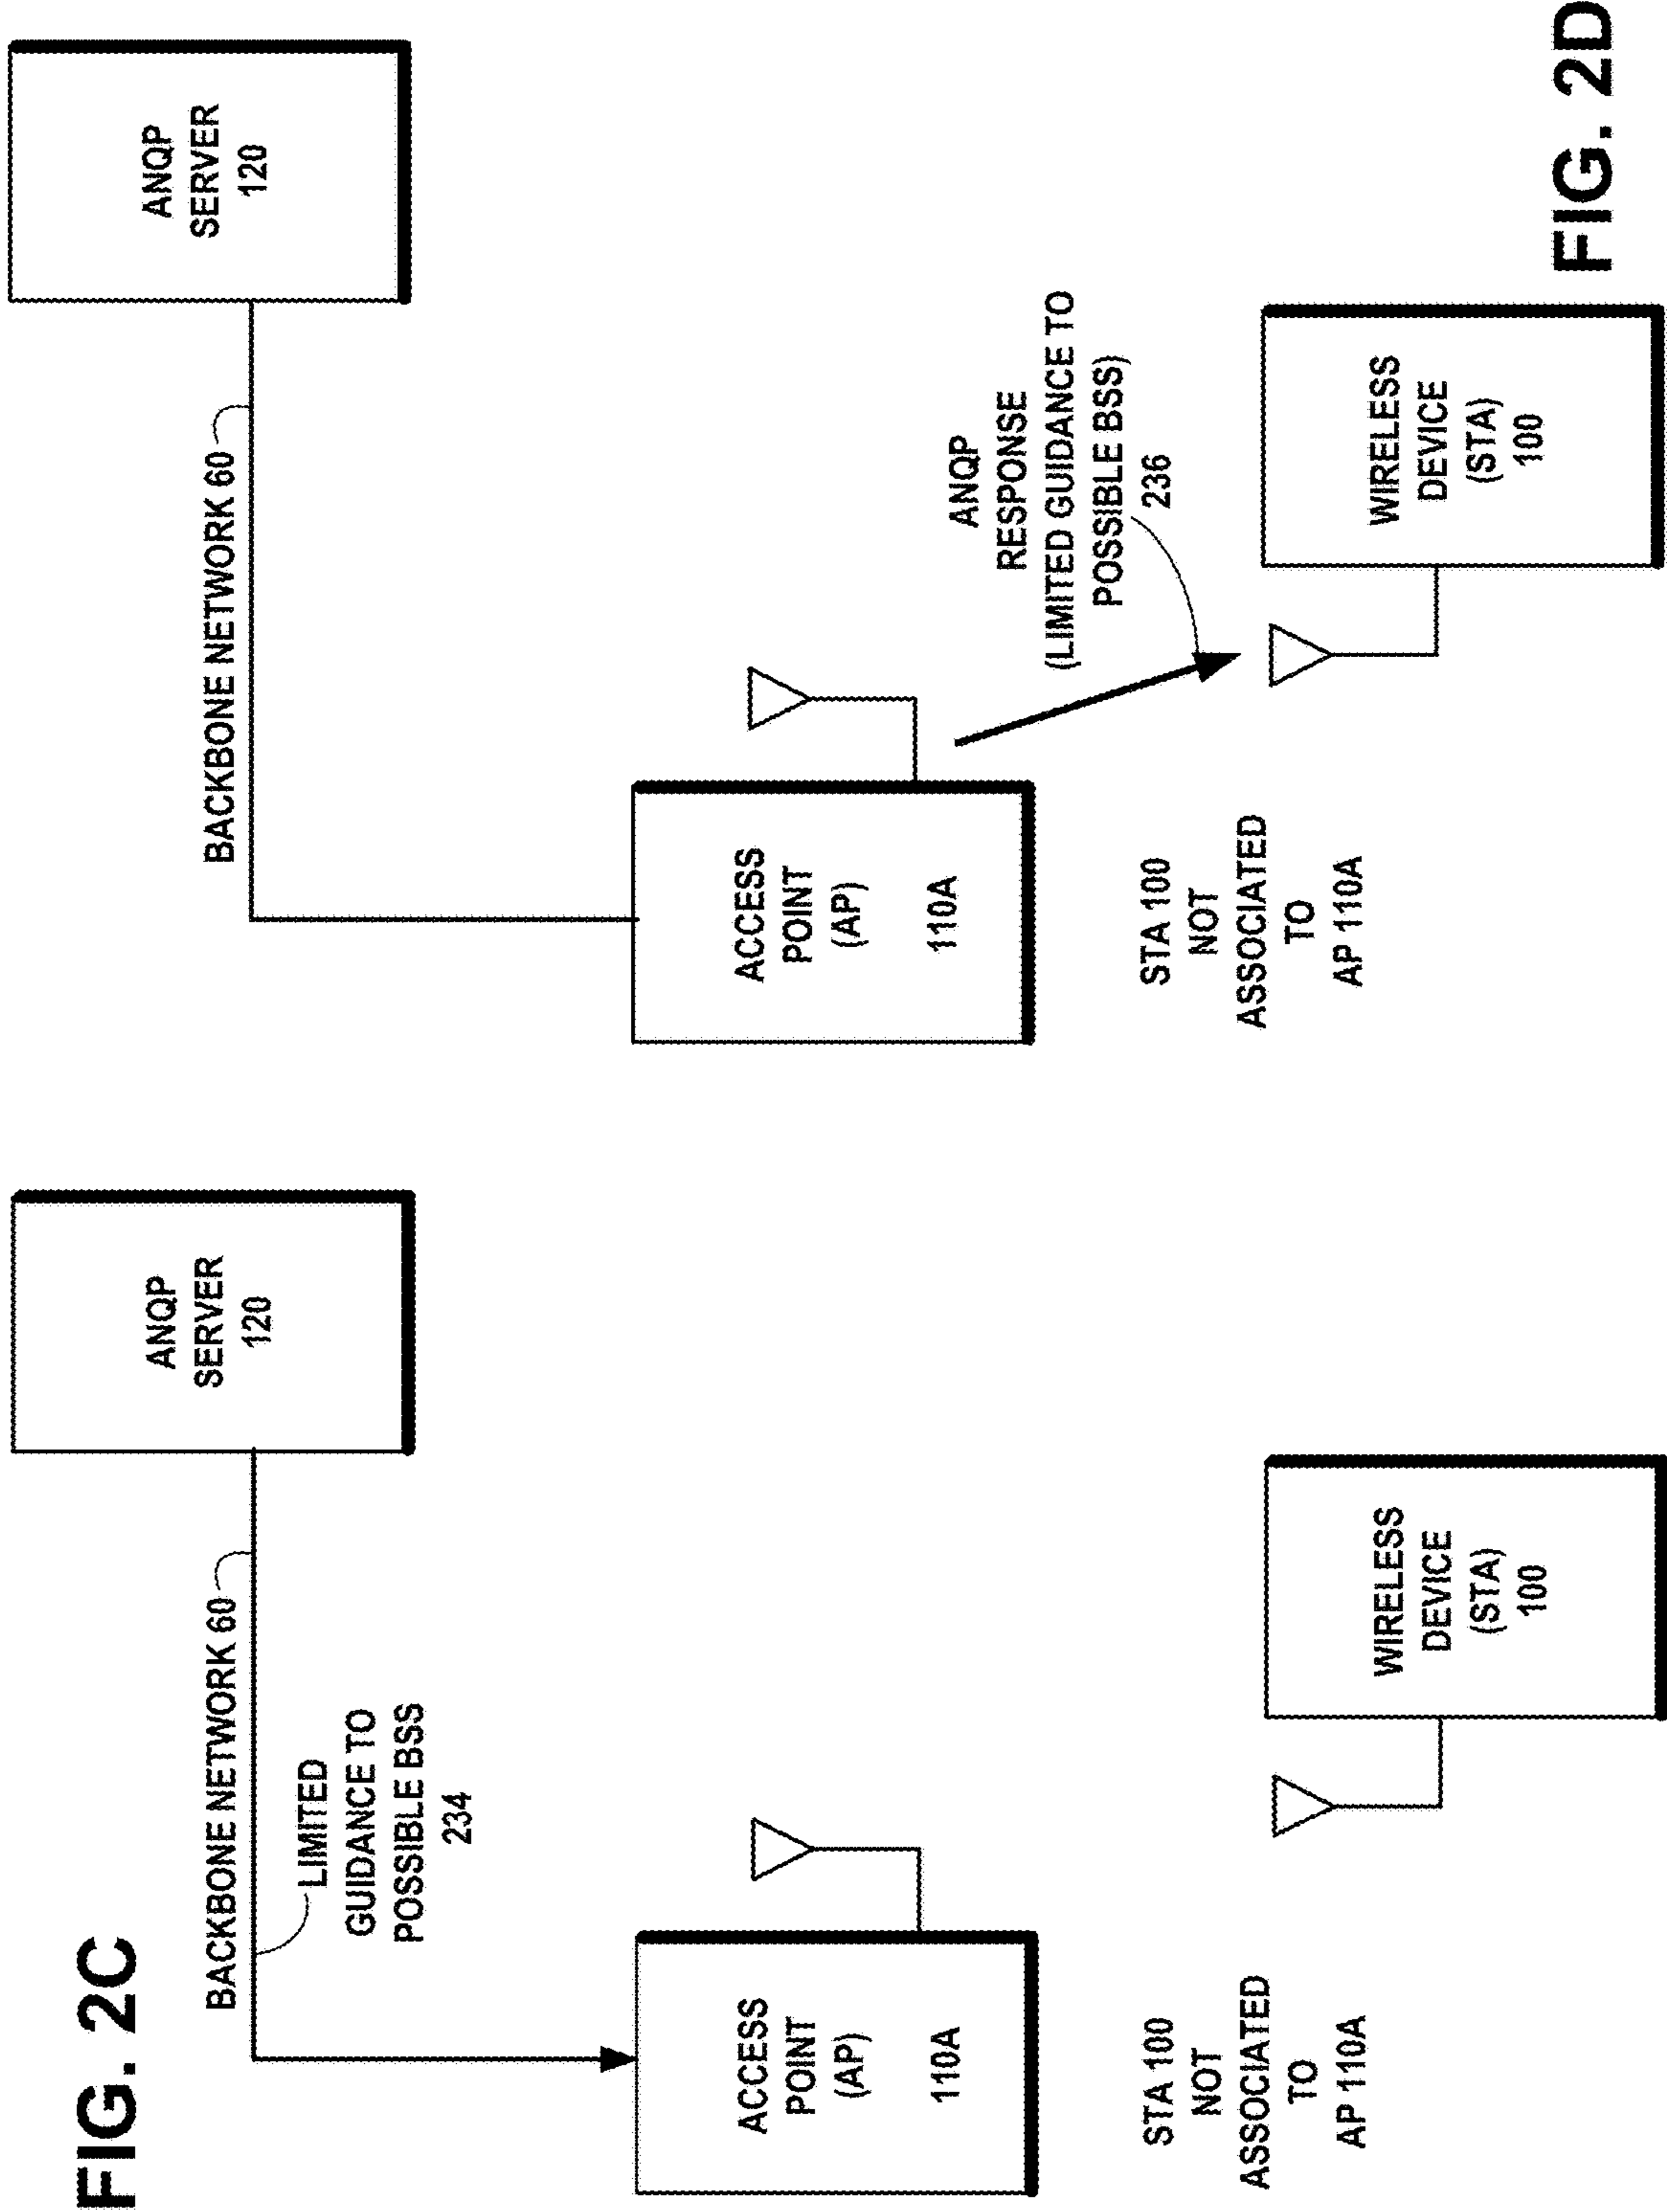 FIG. 2C
BACKBONE NETWORK 60
ANQP
SERVER
120
LIMITED
GUIDANCE TO
POSSIBLE BSS
234
ACCESS
POINT
(AP)
110A
STA 100
NOT
ASSOCIATED
TO
AP 110A
WIRELESS
DEVICE
(STA)
100
BACKBONE NETWORK 60
ANQP
SERVER
120
ACCESS
POINT
(AP)
110A
ANQP
RESPONSE
(LIMITED GUIDANCE TO
POSSIBLE BSS)
236
STA 100
NOT
ASSOCIATED
TO
AP 110A
WIRELESS
DEVICE
(STA)
100
FIG. 2D